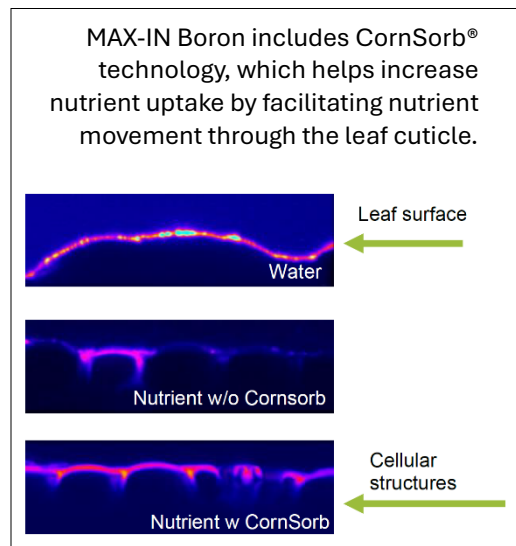 MAX-IN Boron includes CornSorb®
technology, which helps increase
nutrient uptake by facilitating nutrient
movement through the leaf cuticle.
Leaf surface
Water
Nutrient w/o Cornsorb
Cellular
structures
Nutrient w CornSorb